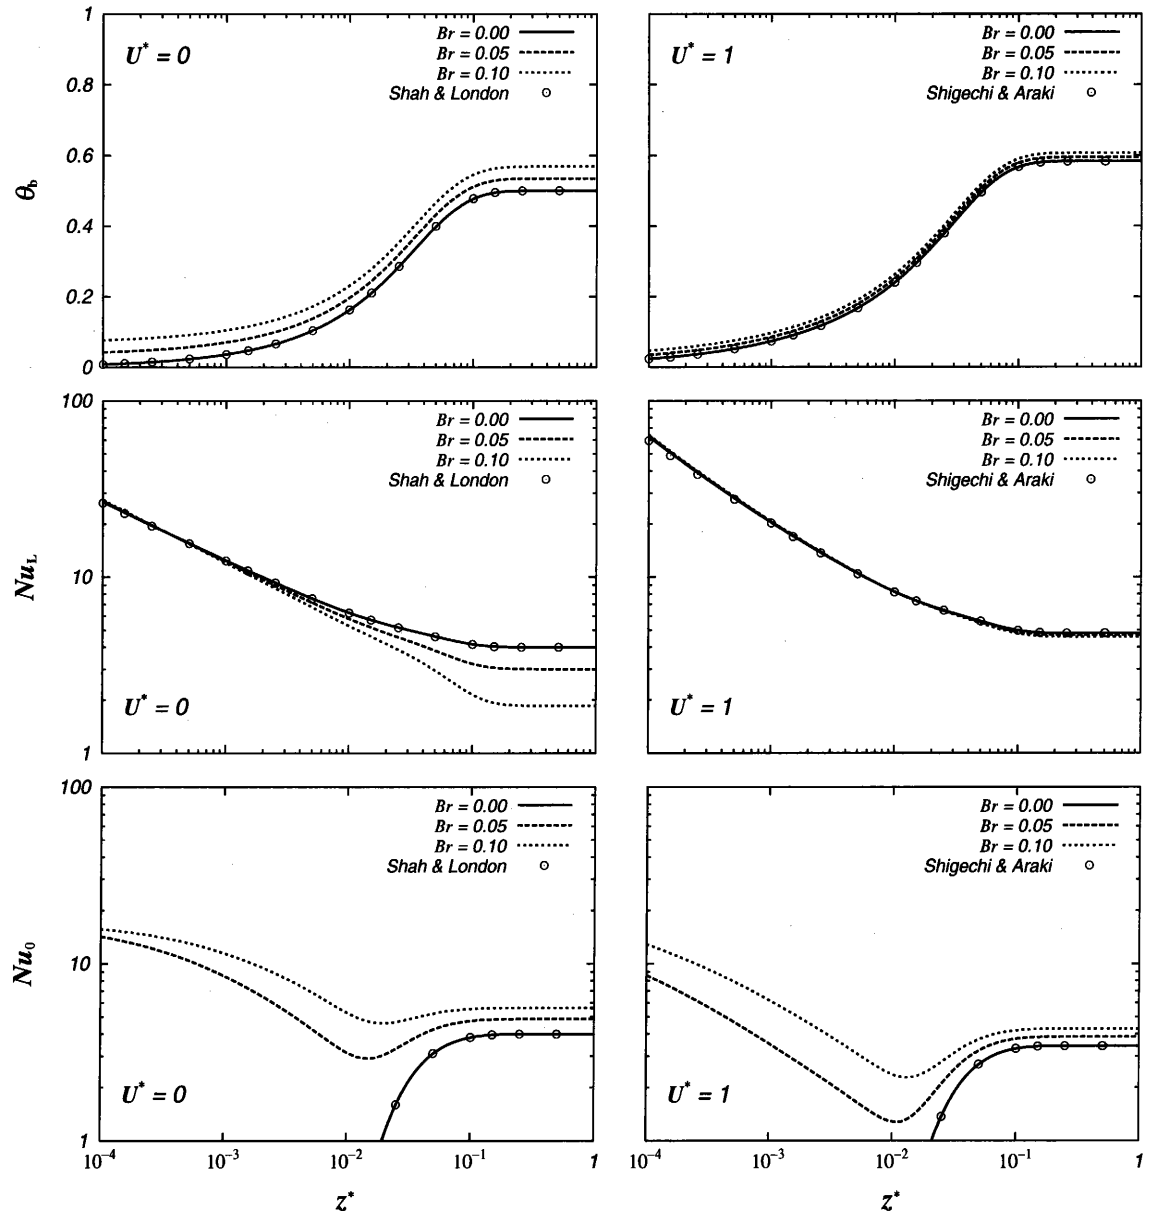 1
0.8
0.6
0.4
0.2
0
θb
U* = 0
Br = 0.00
Br = 0.05
Br = 0.10
Shah & London
U* = 1
Br = 0.00
Br = 0.05
Br = 0.10
Shigechi & Araki
100
10
1
NuL
Br = 0.00
Br = 0.05
Br = 0.10
Shah & London
U* = 0
Br = 0.00
Br = 0.05
Br = 0.10
Shigechi & Araki
U* = 1
100
10
1
Nu0
Br = 0.00
Br = 0.05
Br = 0.10
Shah & London
U* = 0
Br = 0.00
Br = 0.05
Br = 0.10
Shigechi & Araki
U* = 1
10⁻⁴ 10⁻³ 10⁻² 10⁻¹ 1
10⁻⁴ 10⁻³ 10⁻² 10⁻¹ 1
z*
z*